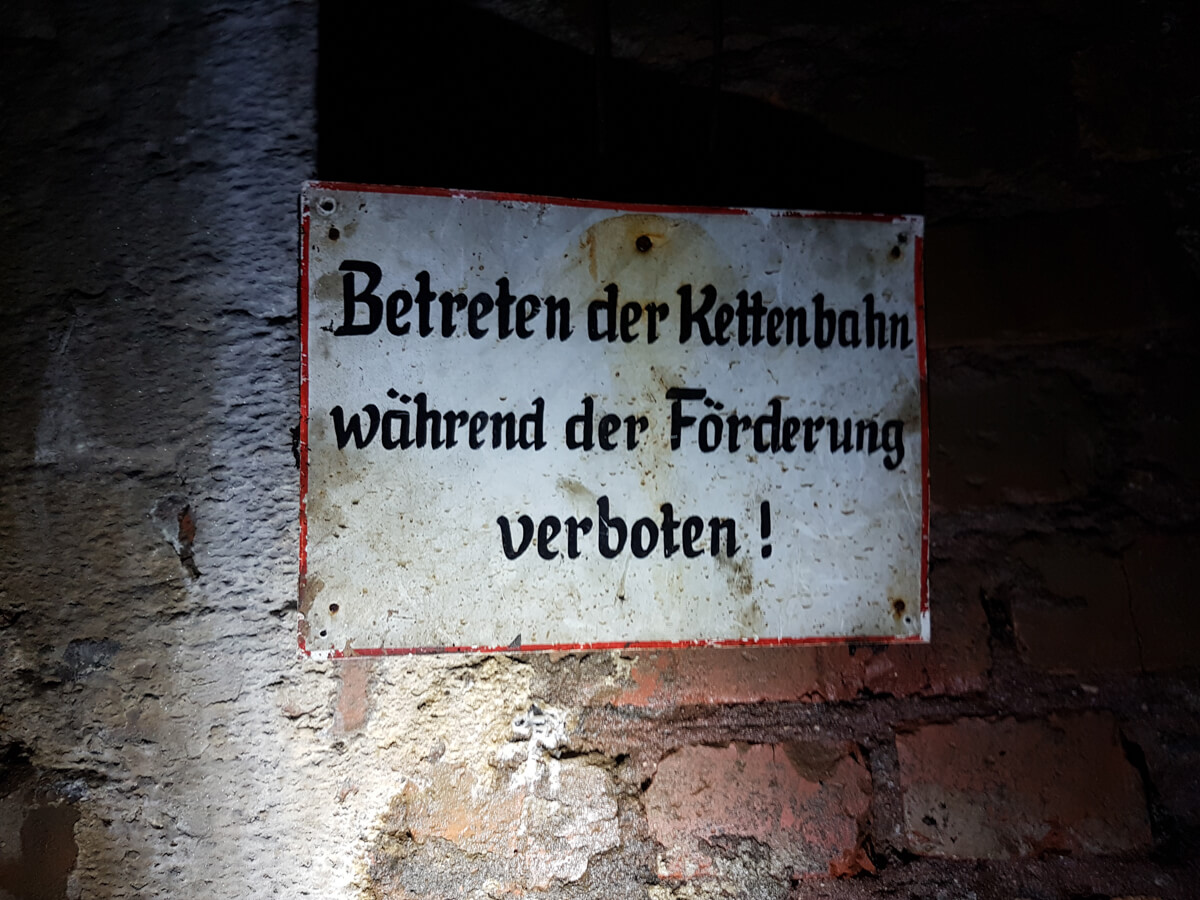 Betreten der Kettenbahn
während der Förderung
verboten !